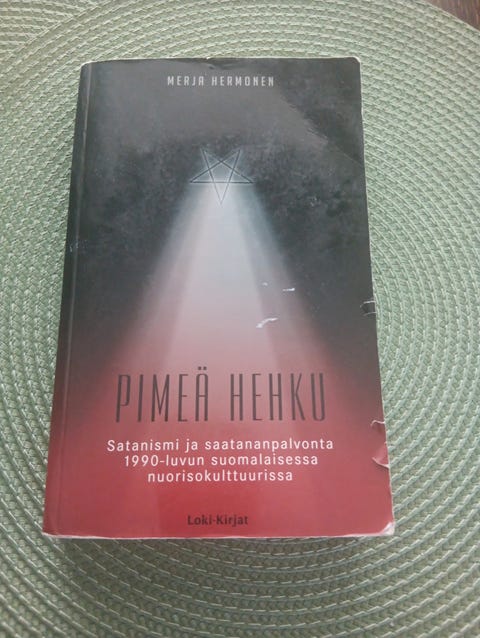 MERJA HERMONEN
PIMEÄ HEHKU
Satanismi ja saatananpalvonta
1990-luvun suomalaisessa
nuorisokulttuurissa
Loki-Kirjat